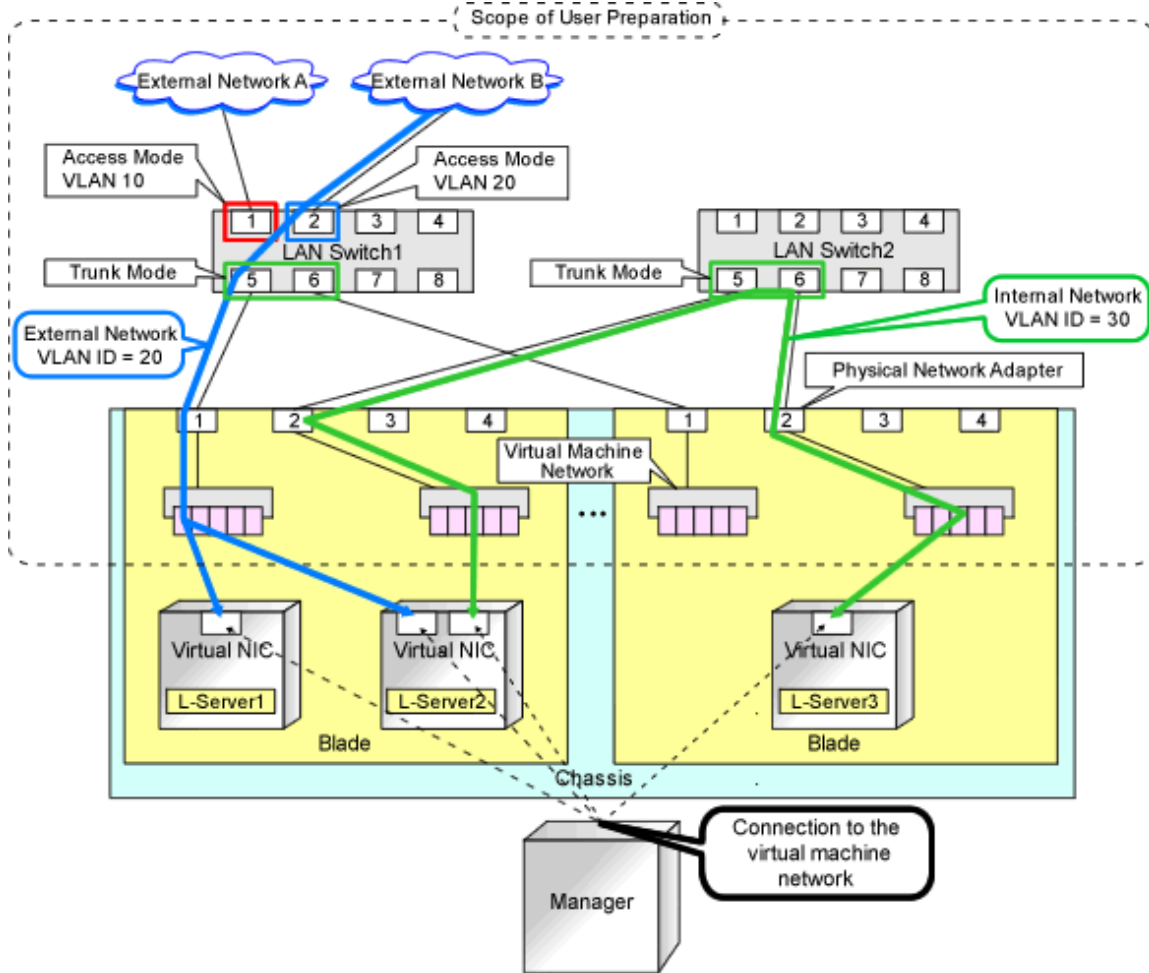 Scope of User Preparation
External Network A
External Network B
Access Mode
VLAN 10
Access Mode
VLAN 20
1 2 3 4
LAN Switch1
5 6 7 8
Trunk Mode
1 2 3 4
LAN Switch2
5 6 7 8
Trunk Mode
External Network
VLAN ID = 20
Internal Network
VLAN ID = 30
Physical Network Adapter
1 2 3 4
1 2 3 4
Virtual Machine
Network
...
Virtual NIC
L-Server1
Virtual NIC
L-Server2
Virtual NIC
L-Server3
Blade
Blade
Chassis
Manager
Connection to the
virtual machine
network